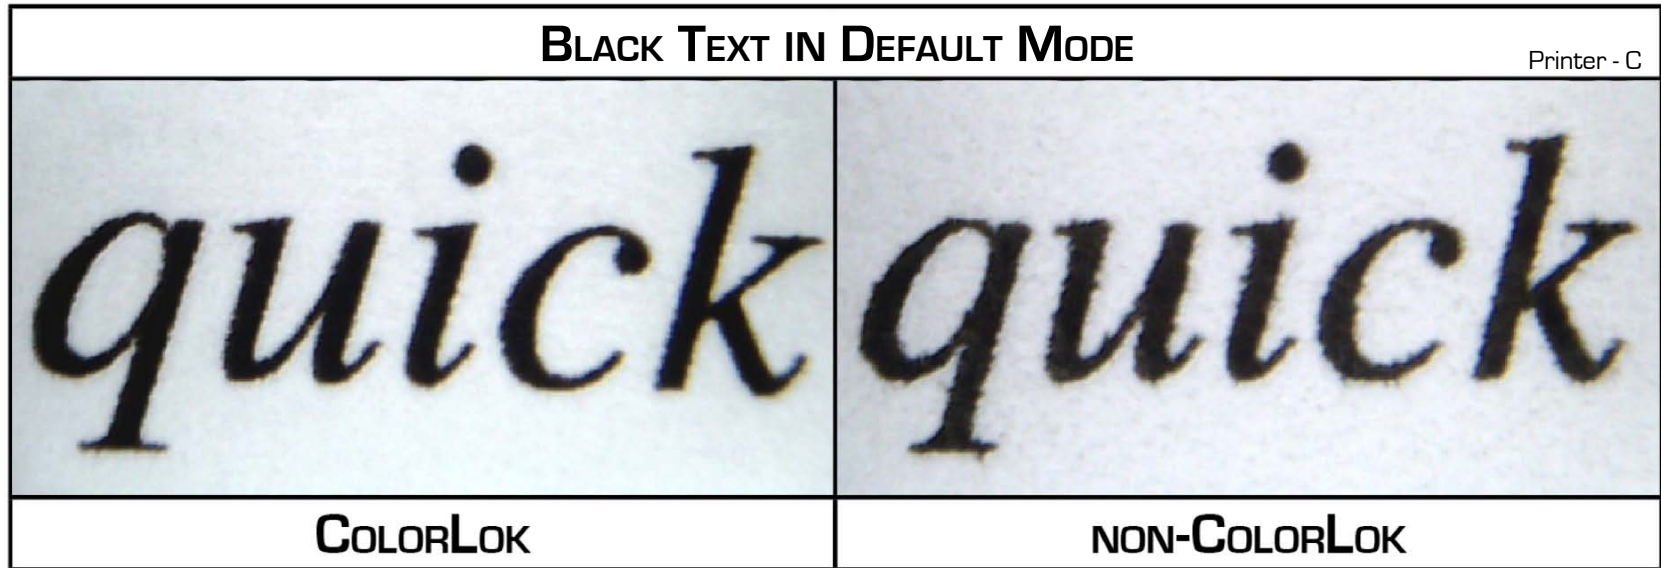 BLACK TEXT IN DEFAULT MODE
Printer - C
quick quick
COLORLOK NON-COLORLOK